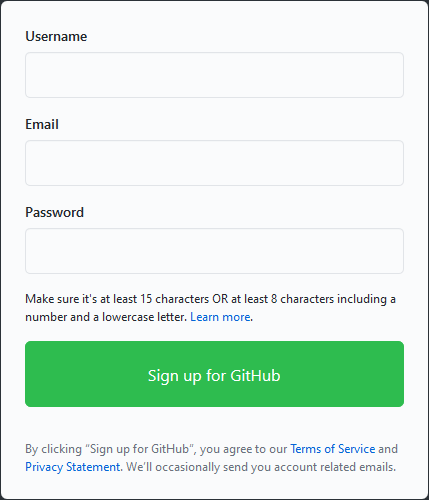 Username
Email
Password
Make sure it's at least 15 characters OR at least 8 characters including a
number and a lowercase letter. Learn more.
Sign up for GitHub
By clicking “Sign up for GitHub”, you agree to our Terms of Service and
Privacy Statement. We’ll occasionally send you account related emails.